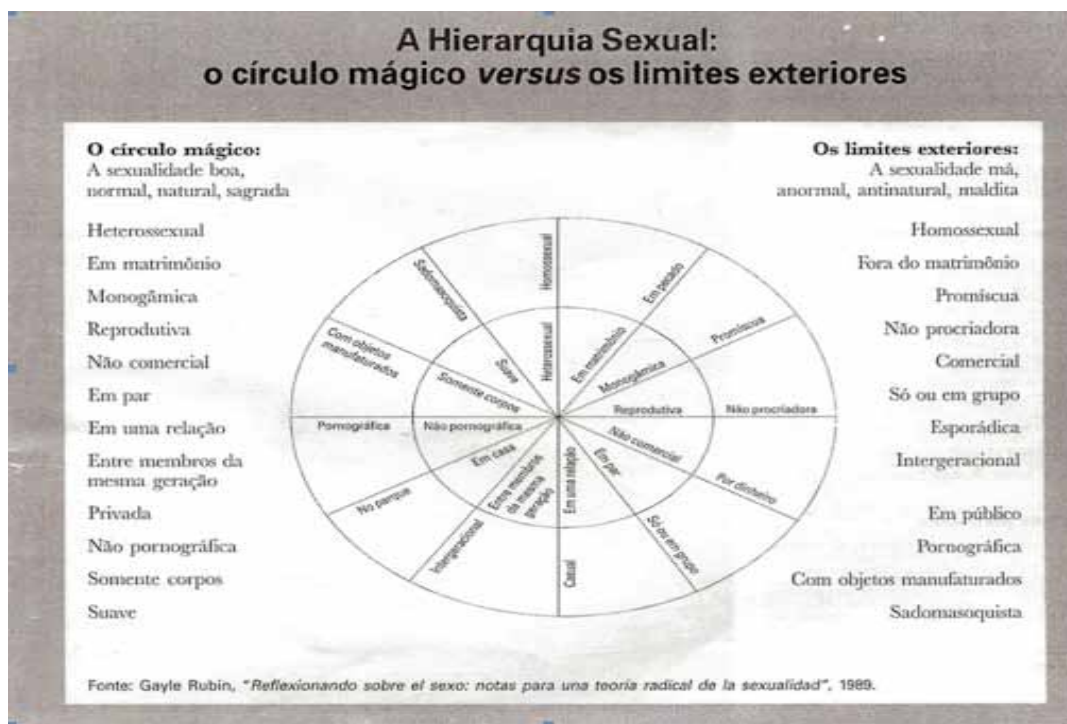 A Hierarquia Sexual:
o círculo mágico versus os limites exteriores
O círculo mágico:
A sexualidade boa,
normal, natural, sagrada
Heterossexual
Em matrimônio
Monogâmica
Reprodutiva
Não comercial
Em par
Em uma relação
Entre membros da
mesma geração
Privada
Não pornográfica
Somente corpos
Suave
Os limites exteriores:
A sexualidade má,
anormal, antinatural, maldita
Homossexual
Fora do matrimônio
Promíscua
Não procriadora
Comercial
Só ou em grupo
Esporádica
Intergeracional
Em público
Pornográfica
Com objetos manufaturados
Sadomasoquista
Homossexual
Em pecado
Promíscua
Não procriadora
Por dinheiro
Só ou em grupo
Casual
Intergeracional
No parque
Pornográfica
Com objetos
manufaturados
Sadomasoquista
Heterossexual
Em matrimônio
Monogâmica
Reprodutiva
Não comercial
Em par
Em uma relação
Entre membros
da mesma
geração
Em casa
Não pornográfica
Somente corpos
Suave
Fonte: Gayle Rubin, "Reflexionando sobre el sexo: notas para una teoría radical de la sexualidad", 1989.